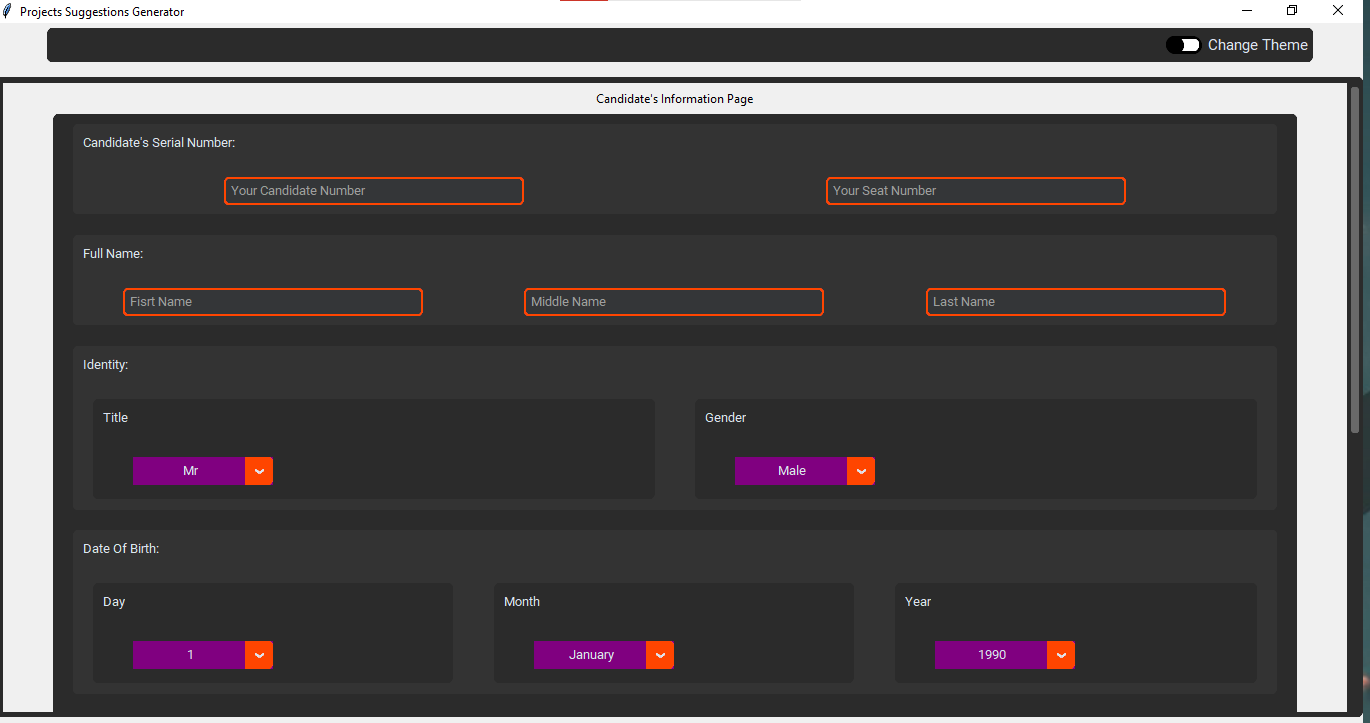 Projects Suggestions Generator
Change Theme
Candidate's Information Page
Candidate's Serial Number:
Your Candidate Number
Your Seat Number
Full Name:
Fisrt Name
Middle Name
Last Name
Identity:
Title
Gender
Mr
Male
Date Of Birth:
Day
Month
Year
1
January
1990